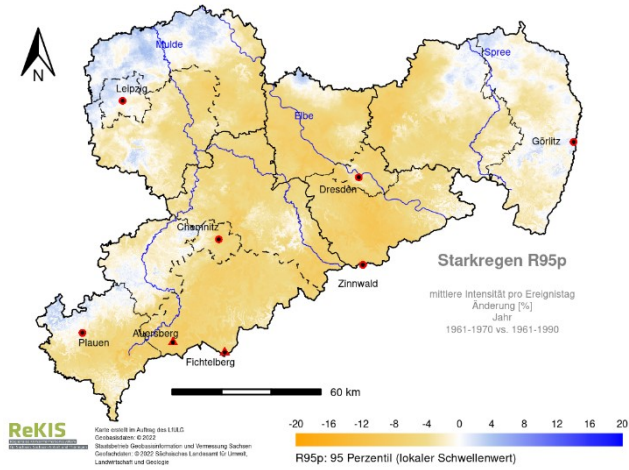 Mulde
Leipzig
Spree
Elbe
Görlitz
Dresden
Chemnitz
Zinnwald
Auersberg
Plauen
Fichtelberg
N
Starkregen R95p
mittlere Intensität pro Ereignistag
Änderung [%]
Jahr
1961-1970 vs. 1961-1990
60 km
ReKIS
Karte erstellt im Auftrag des LfULG
Geobasisdaten: © 2022
Staatsbetrieb Geobasisinformation und Vermessung Sachsen
Geofachdaten: © 2022 Sächsisches Landesamt für Umwelt,
Landwirtschaft und Geologie
-20 -16 -12 -8 -4 0 4 8 12 16 20
R95p: 95 Perzentil (lokaler Schwellenwert)